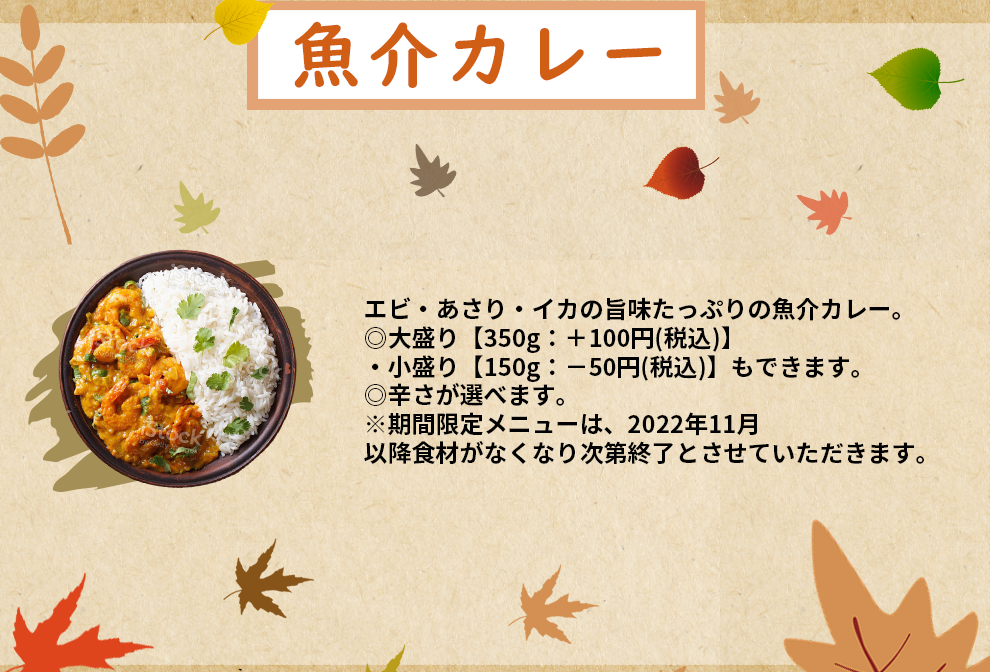 魚介カレー
エビ・あさり・イカの旨味たっぷりの魚介カレー。
◎大盛り【350g：＋100円(税込)】
・小盛り【150g：－50円(税込)】もできます。
◎辛さが選べます。
※期間限定メニューは、2022年11月
以降食材がなくなり次第終了とさせていただきます。